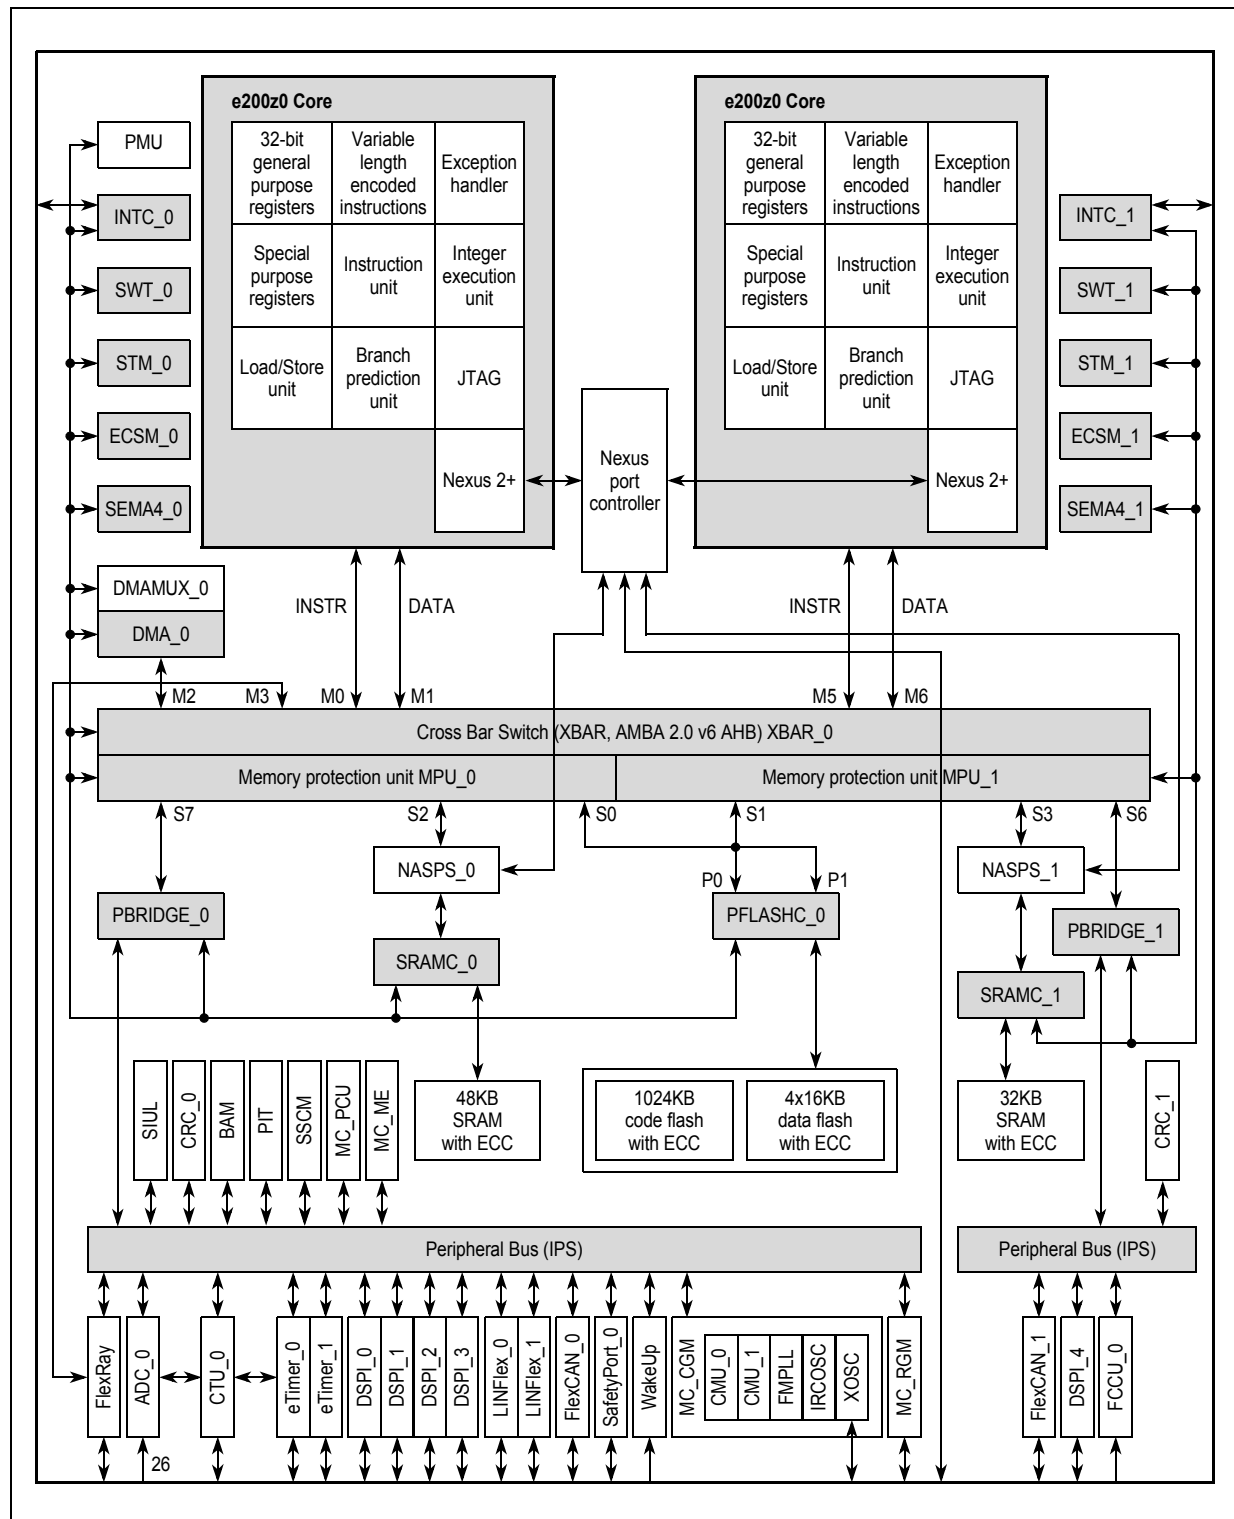 e200z0 Core
e200z0 Core
PMU
32-bit
general
purpose
registers
Variable
length
encoded
instructions
Exception
handler
32-bit
general
purpose
registers
Variable
length
encoded
instructions
Exception
handler
INTC_0
INTC_1
Special
purpose
registers
Instruction
unit
Integer
execution
unit
Special
purpose
registers
Instruction
unit
Integer
execution
unit
SWT_0
SWT_1
STM_0
Load/Store
unit
Branch
prediction
unit
JTAG
Load/Store
unit
Branch
prediction
unit
JTAG
STM_1
ECSM_0
ECSM_1
Nexus 2+
Nexus
port
controller
Nexus 2+
SEMA4_0
SEMA4_1
DMAMUX_0
INSTR
DATA
INSTR
DATA
DMA_0
M2
M3
M0
M1
M5
M6
Cross Bar Switch (XBAR, AMBA 2.0 v6 AHB) XBAR_0
Memory protection unit MPU_0
Memory protection unit MPU_1
S7
S2
S0
S1
S3
S6
NASPS_0
P0
P1
NASPS_1
PBRIDGE_0
PFLASHC_0
PBRIDGE_1
SRAMC_0
SRAMC_1
SIUL
CRC_0
BAM
PIT
SSCM
MC_PCU
MC_ME
48KB
SRAM
with ECC
1024KB
code flash
with ECC
4x16KB
data flash
with ECC
32KB
SRAM
with ECC
CRC_1
Peripheral Bus (IPS)
Peripheral Bus (IPS)
FlexRay
ADC_0
CTU_0
eTimer_0
eTimer_1
DSPI_0
DSPI_1
DSPI_2
DSPI_3
LINFlex_0
LINFlex_1
FlexCAN_0
SafetyPort_0
WakeUp
MC_CGM
CMU_0
CMU_1
FMPLL
IRCOSC
XOSC
MC_RGM
FlexCAN_1
DSPI_4
FCCU_0
26